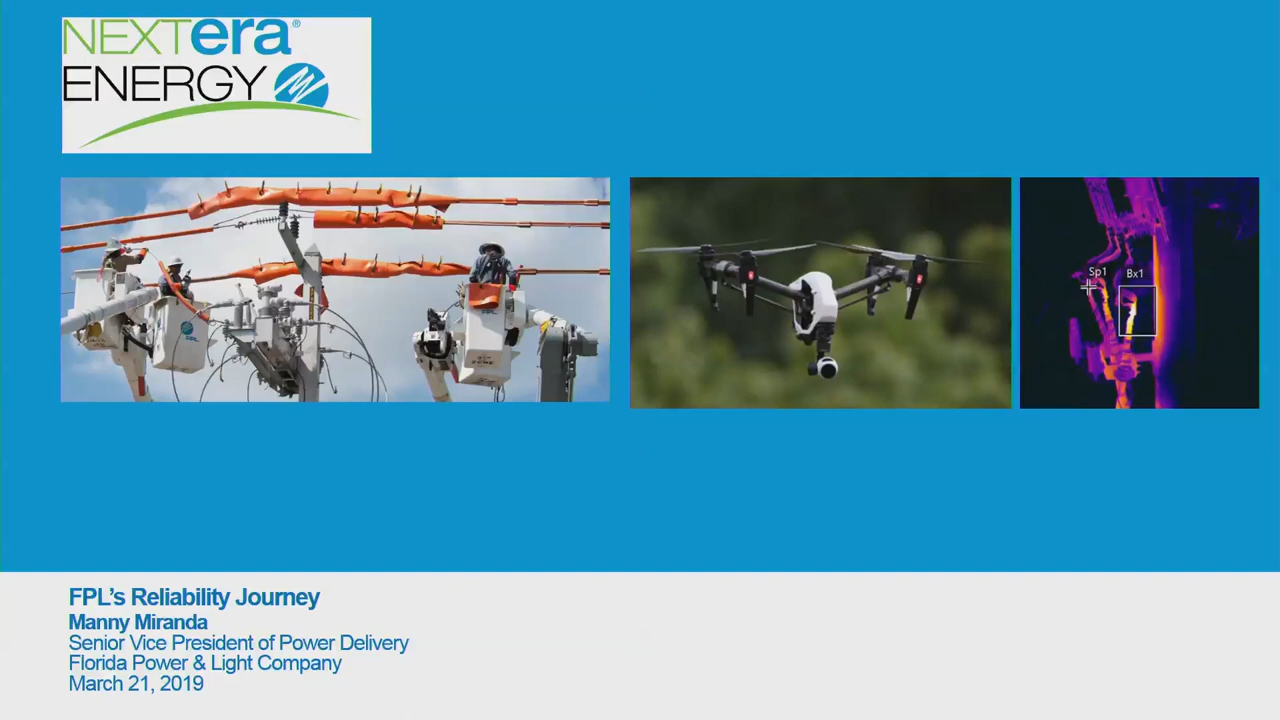 NEXTera®
ENERGY
Sp1
Bx1
FPL's Reliability Journey
Manny Miranda
Senior Vice President of Power Delivery
Florida Power & Light Company
March 21, 2019